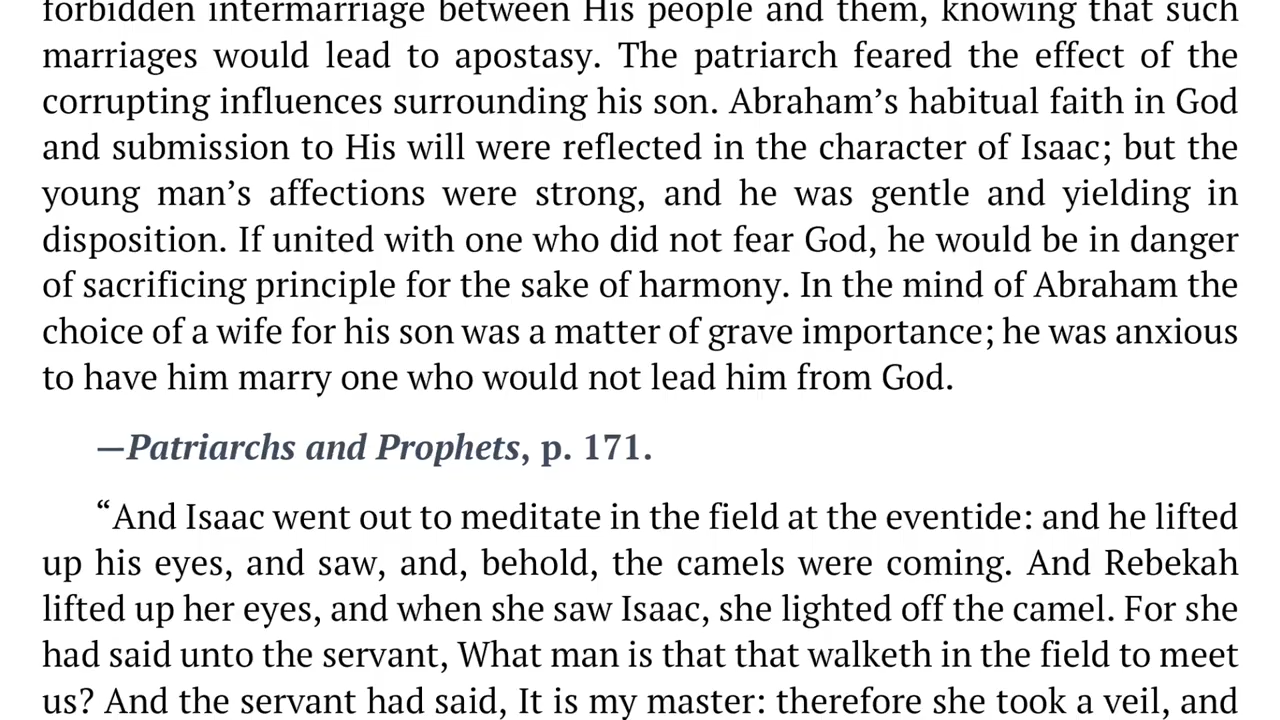 forbidden intermarriage between His people and them, knowing that such
marriages would lead to apostasy. The patriarch feared the effect of the
corrupting influences surrounding his son. Abraham’s habitual faith in God
and submission to His will were reflected in the character of Isaac; but the
young man’s affections were strong, and he was gentle and yielding in
disposition. If united with one who did not fear God, he would be in danger
of sacrificing principle for the sake of harmony. In the mind of Abraham the
choice of a wife for his son was a matter of grave importance; he was anxious
to have him marry one who would not lead him from God.
—Patriarchs and Prophets, p. 171.
“And Isaac went out to meditate in the field at the eventide: and he lifted
up his eyes, and saw, and, behold, the camels were coming. And Rebekah
lifted up her eyes, and when she saw Isaac, she lighted off the camel. For she
had said unto the servant, What man is that that walketh in the field to meet
us? And the servant had said, It is my master: therefore she took a veil, and